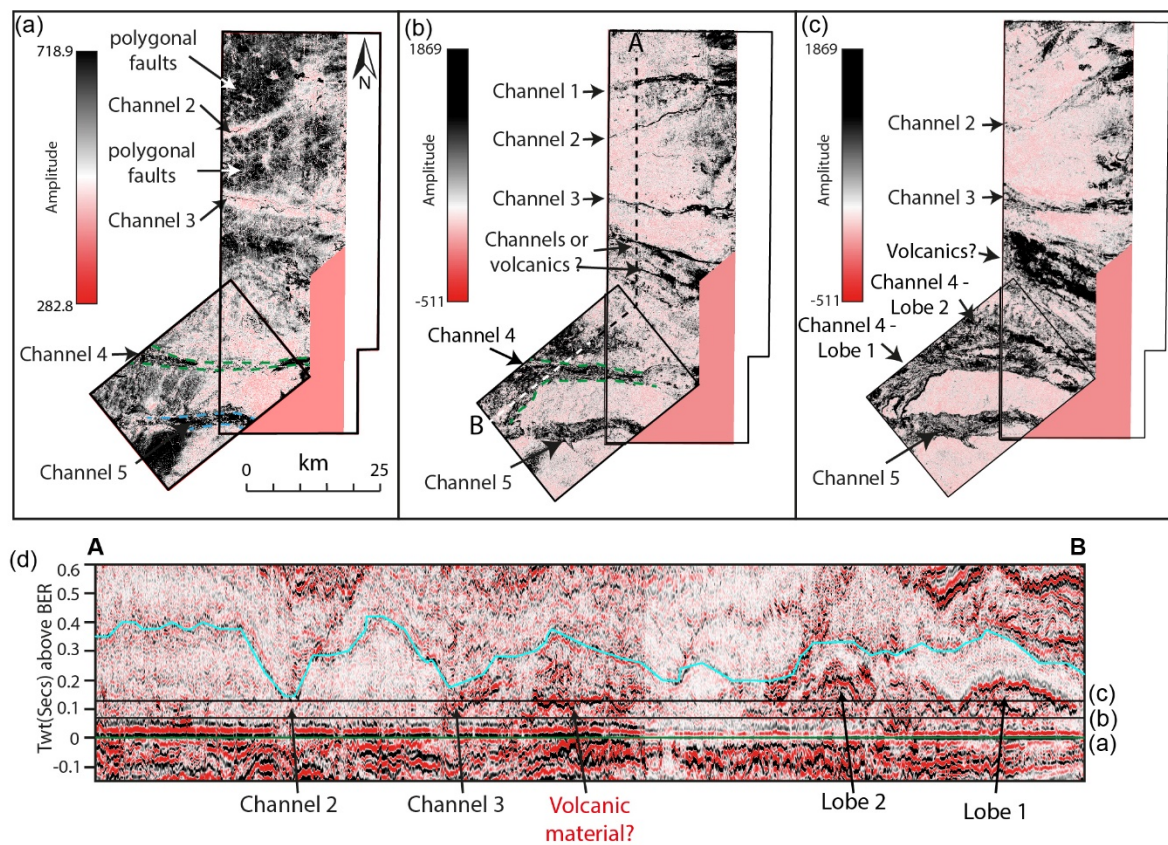 (a)
718.9
Amplitude
282.8
polygonal
faults
Channel 2
polygonal
faults
Channel 3
Channel 4
Channel 5
N
km
0
25
(b)
1869
Amplitude
-511
A
Channel 1
Channel 2
Channel 3
Channels or
volcanics ?
Channel 4
B
Channel 5
(c)
1869
Amplitude
-511
Channel 2
Channel 3
Volcanics?
Channel 4 -
Lobe 2
Channel 4 -
Lobe 1
Channel 5
(d)
A
B
Twt(Secs) above BER
0.6
0.5
0.4
0.3
0.2
0.1
0
-0.1
(c)
(b)
(a)
Channel 2
Channel 3
Volcanic
material?
Lobe 2
Lobe 1